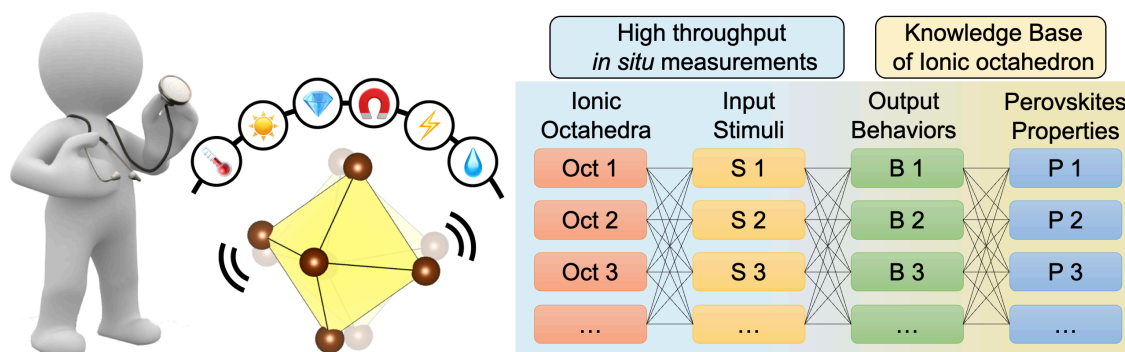 High throughput
in situ measurements
Knowledge Base
of Ionic octahedron
Ionic
Octahedra
Input
Stimuli
Output
Behaviors
Perovskites
Properties
Oct 1
S 1
B 1
P 1
Oct 2
S 2
B 2
P 2
Oct 3
S 3
B 3
P 3
...
...
...
...